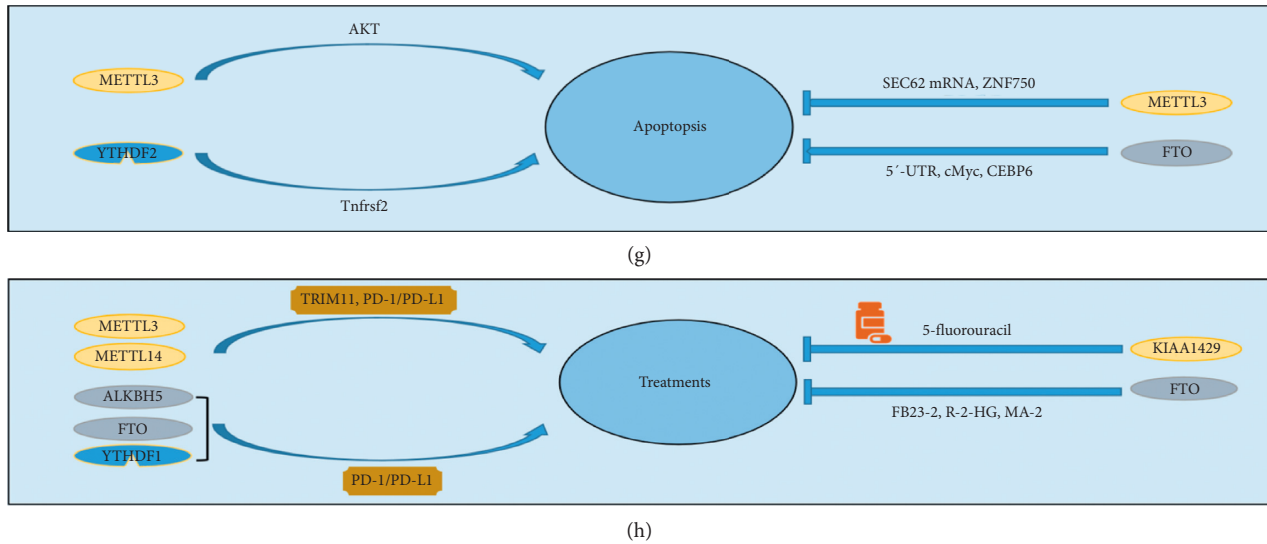 AKT
METTL3
YTHDF2
Tnfrsf2
Apoptopsis
SEC62 mRNA, ZNF750
METTL3
FTO
5´-UTR, cMyc, CEBP6
(g)
TRIM11, PD-1/PD-L1
METTL3
METTL14
ALKBH5
FTO
YTHDF1
PD-1/PD-L1
Treatments
5-fluorouracil
KIAA1429
FTO
FB23-2, R-2-HG, MA-2
(h)